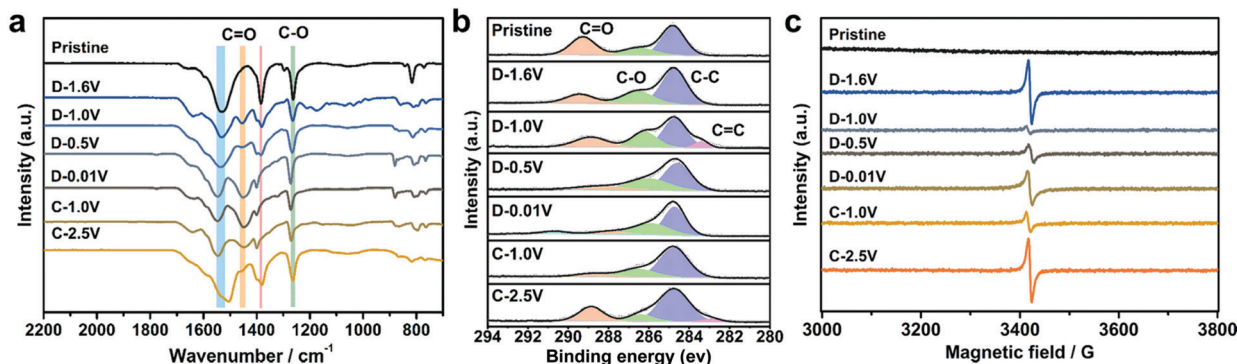 a
C=O
C-O
Pristine
D-1.6V
D-1.0V
D-0.5V
D-0.01V
C-1.0V
C-2.5V
Intensity (a.u.)
2200 2000 1800 1600 1400 1200 1000 800
Wavenumber / cm-1
b
Pristine
C=O
D-1.6V
C-O
C-C
D-1.0V
C=C
D-0.5V
D-0.01V
C-1.0V
C-2.5V
Intensity (a.u.)
294 292 290 288 286 284 282 280
Binding energy (ev)
c
Pristine
D-1.6V
D-1.0V
D-0.5V
D-0.01V
C-1.0V
C-2.5V
Intensity (a.u.)
3000 3200 3400 3600 3800
Magnetic field / G